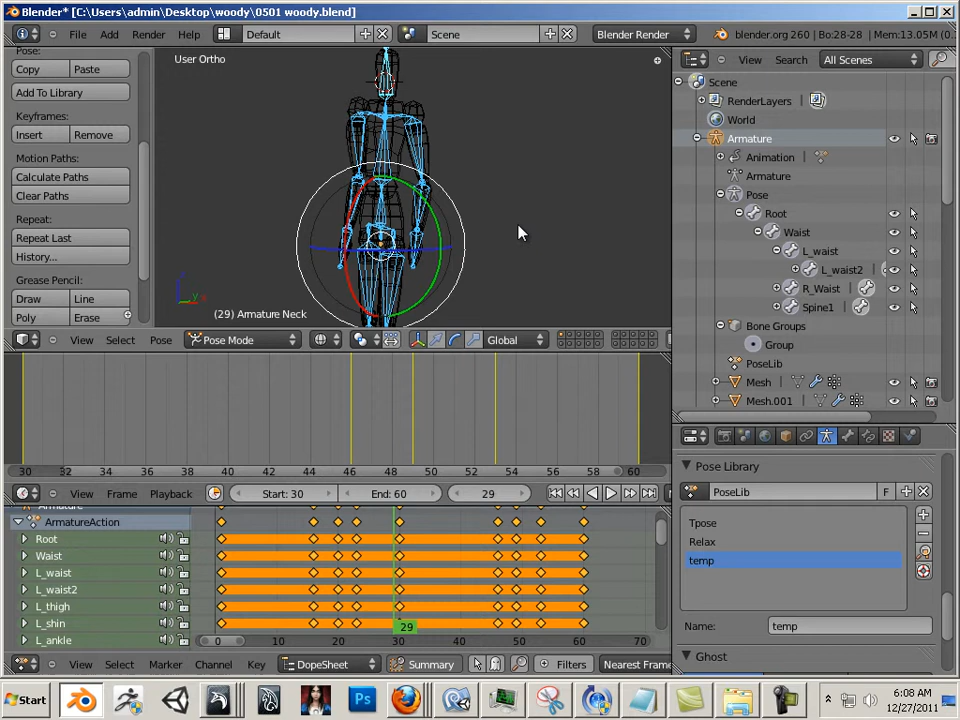 Blender* [C:\Users\admin\Desktop\woody\0501 woody.blend]
File Add Render Help Default Scene Blender Render blender.org 260 | Bo:28-28 | Mem:13.05M (0.
Pose:
Copy Paste
Add To Library
Keyframes:
Insert Remove
Motion Paths:
Calculate Paths
Clear Paths
Repeat:
Repeat Last
History...
Grease Pencil:
Draw Line
Poly Erase
User Ortho
(29) Armature Neck
View Select Pose Pose Mode Global
View Search All Scenes
Scene
RenderLayers
World
Armature
Animation
Armature
Pose
Root
Waist
L_waist
L_waist2
R_Waist
Spine1
Bone Groups
Group
PoseLib
Mesh
Mesh.001
30 32 34 36 38 40 42 44 46 48 50 52 54 56 58 60
View Frame Playback Start: 30 End: 60 29
ArmatureAction
Root
Waist
L_waist
L_waist2
L_thigh
L_shin
L_ankle
0 10 20 29 30 40 50 60 70
View Select Marker Channel Key DopeSheet Summary Filters Nearest Frame
Pose Library
PoseLib F
Tpose
Relax
temp
Name: temp
Ghost
Start
6:08 AM
12/27/2011